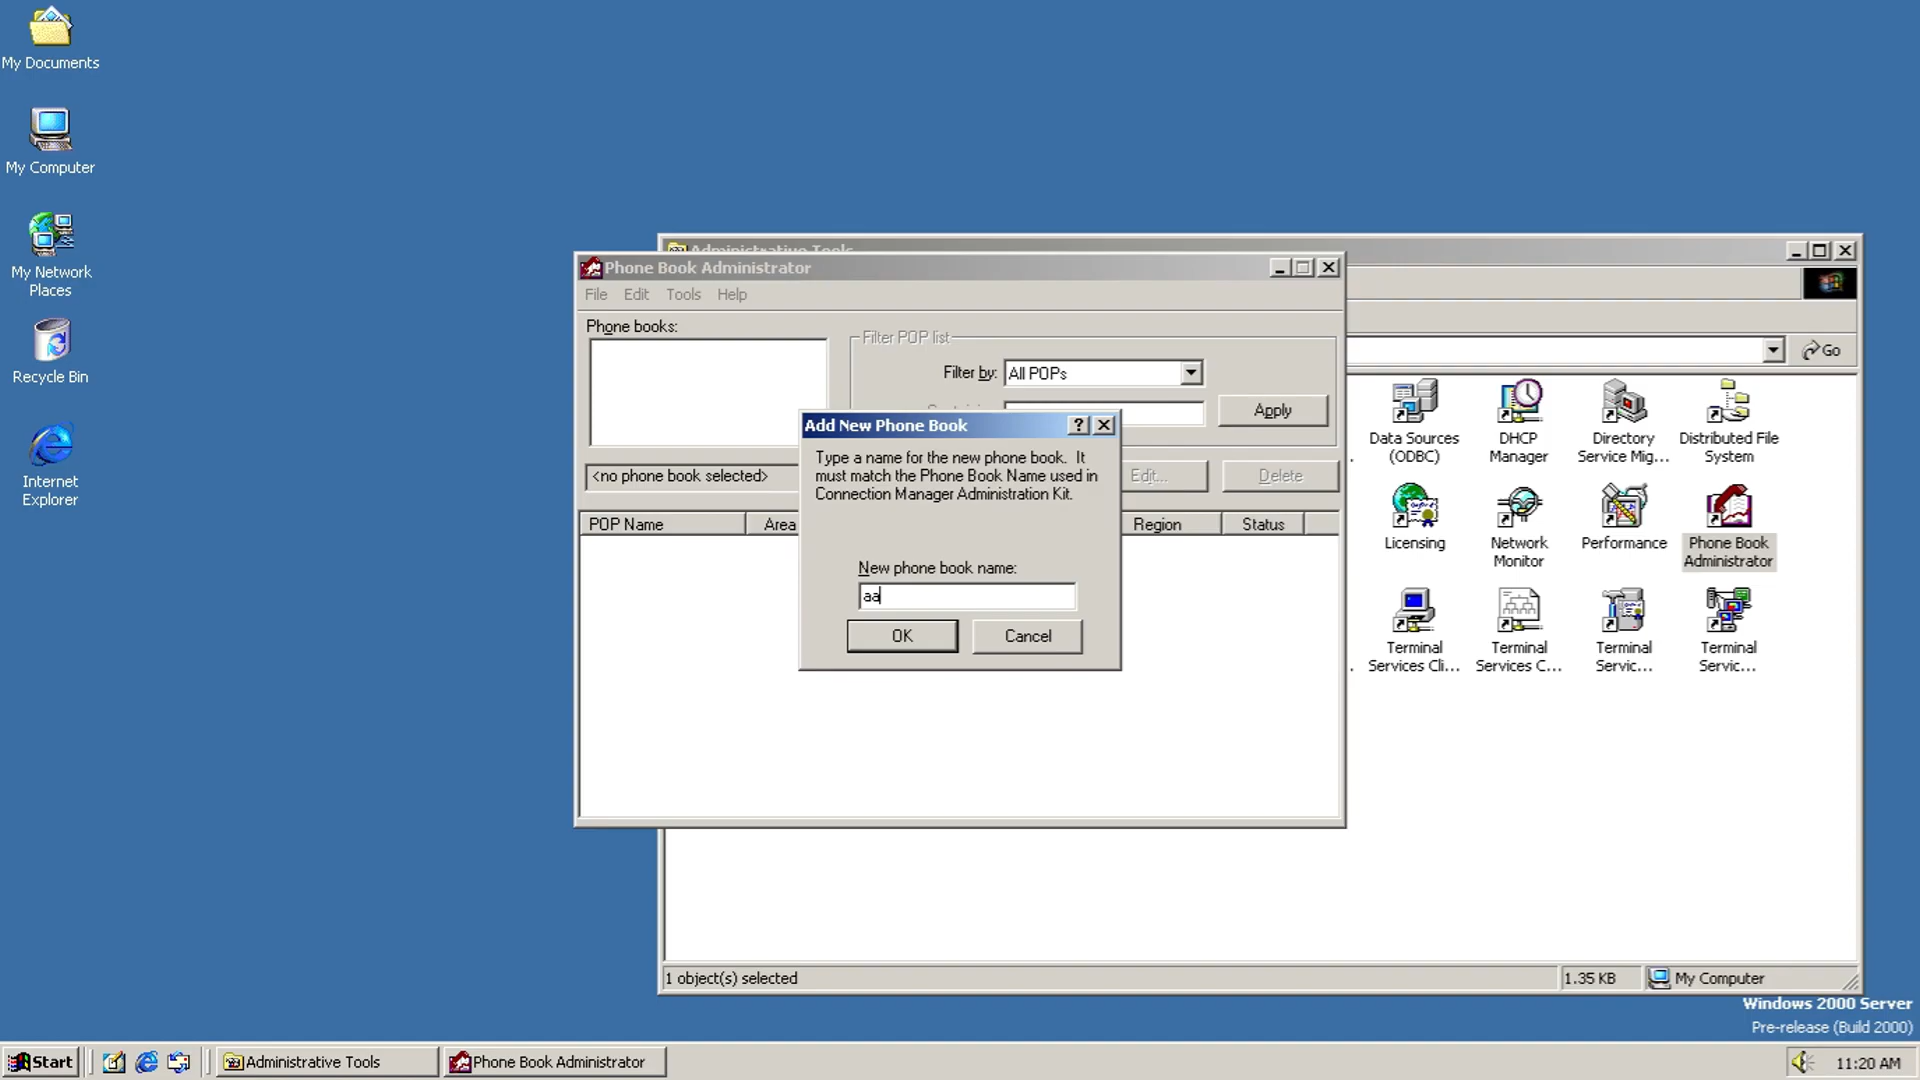 My Documents
My Computer
My Network
Places
Recycle Bin
Internet
Explorer
Administrative Tools
Go
Phone Book Administrator
File Edit Tools Help
Phone books:
Filter POP list
Filter by: All POPs
Apply
<no phone book selected>
Edit... Delete
POP Name Area Region Status
Add New Phone Book
Type a name for the new phone book. It
must match the Phone Book Name used in
Connection Manager Administration Kit.
New phone book name:
aa
OK Cancel
Data Sources
(ODBC)
DHCP
Manager
Directory
Service Mig...
Distributed File
System
Licensing
Network
Monitor
Performance
Phone Book
Administrator
Terminal
Services Cli...
Terminal
Services C...
Terminal
Servic...
Terminal
Servic...
1 object(s) selected 1.35 KB My Computer
Windows 2000 Server
Pre-release (Build 2000)
Start Administrative Tools Phone Book Administrator 11:20 AM